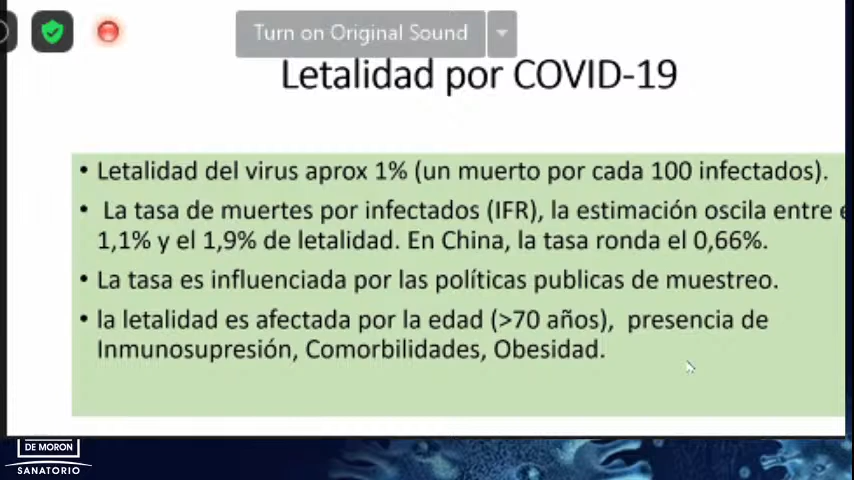 Turn on Original Sound
Letalidad por COVID-19
• Letalidad del virus aprox 1% (un muerto por cada 100 infectados).
• La tasa de muertes por infectados (IFR), la estimación oscila entre e
1,1% y el 1,9% de letalidad. En China, la tasa ronda el 0,66%.
• La tasa es influenciada por las políticas publicas de muestreo.
• la letalidad es afectada por la edad (>70 años), presencia de
Inmunosupresión, Comorbilidades, Obesidad.
DE MORON
SANATORIO